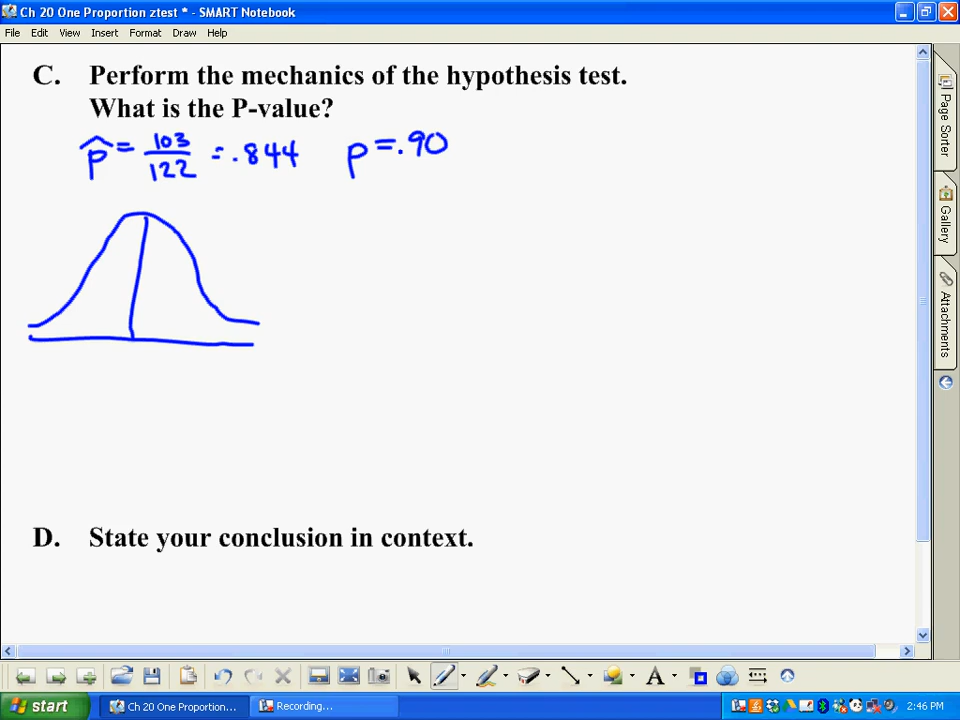 Ch 20 One Proportion ztest * - SMART Notebook
File Edit View Insert Format Draw Help
C. Perform the mechanics of the hypothesis test.
What is the P-value?
p̂ = 103/122 = .844 p = .90
D. State your conclusion in context.
Page Sorter
Gallery
Attachments
A
start
Ch 20 One Proportion...
Recording...
2:46 PM